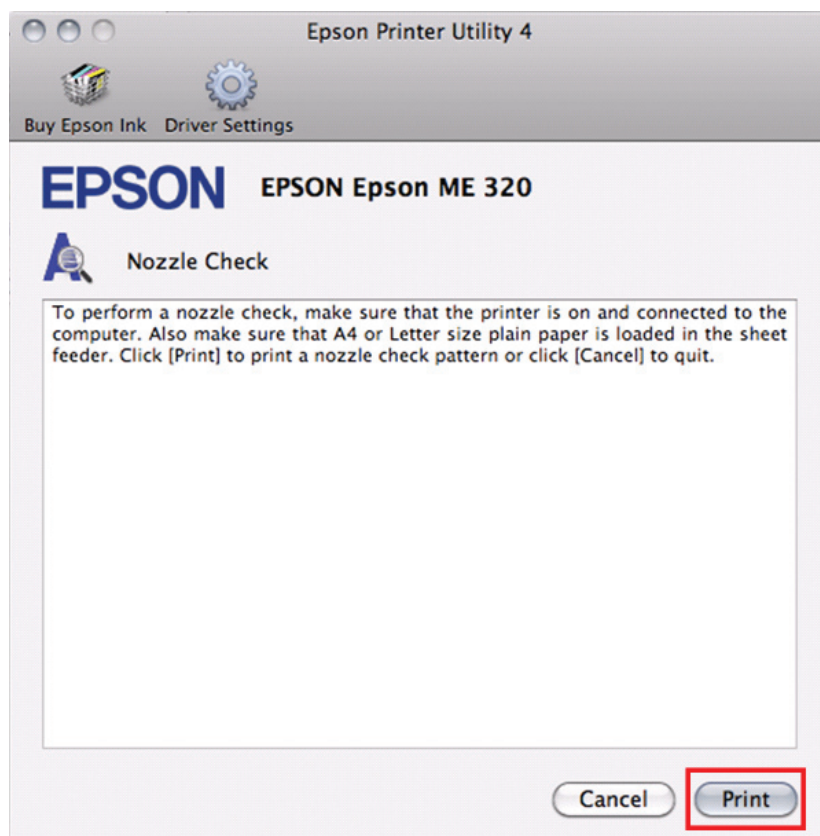 Epson Printer Utility 4
Buy Epson Ink Driver Settings
EPSON EPSON Epson ME 320
Nozzle Check
To perform a nozzle check, make sure that the printer is on and connected to the
computer. Also make sure that A4 or Letter size plain paper is loaded in the sheet
feeder. Click [Print] to print a nozzle check pattern or click [Cancel] to quit.
Cancel Print